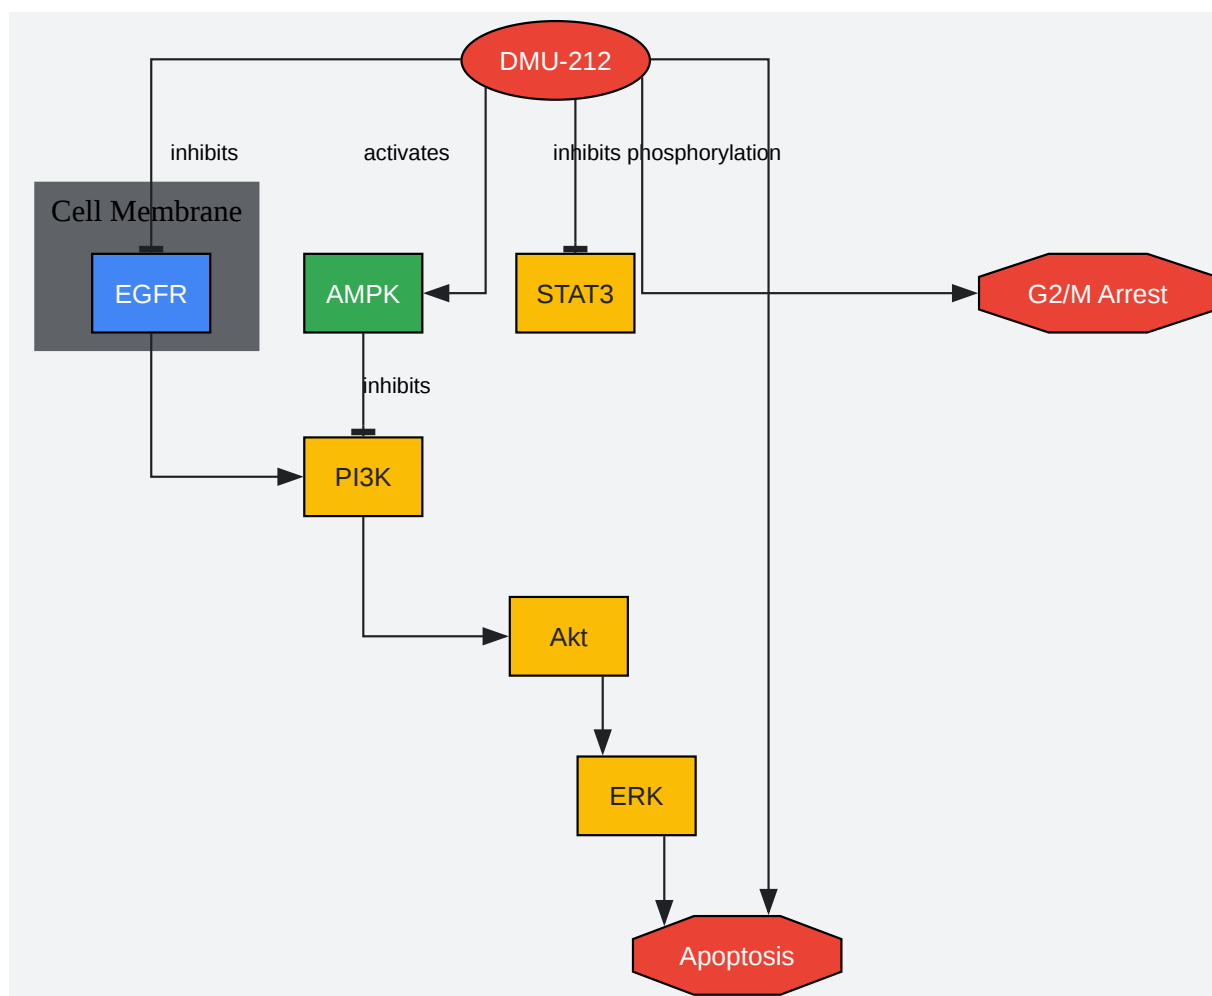 DMU-212
inhibits
activates
inhibits phosphorylation
Cell Membrane
EGFR
AMPK
STAT3
G2/M Arrest
inhibits
PI3K
Akt
ERK
Apoptosis